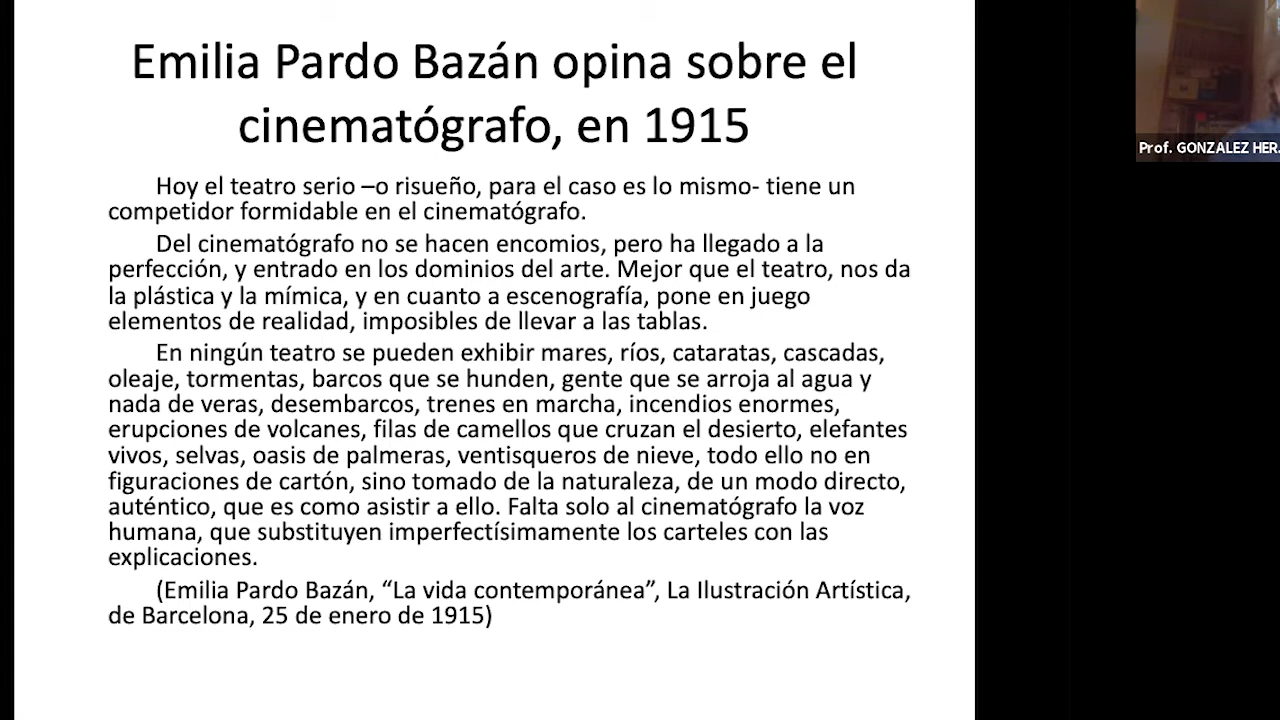 Emilia Pardo Bazán opina sobre el
cinematógrafo, en 1915
Hoy el teatro serio –o risueño, para el caso es lo mismo- tiene un
competidor formidable en el cinematógrafo.
Del cinematógrafo no se hacen encomios, pero ha llegado a la
perfección, y entrado en los dominios del arte. Mejor que el teatro, nos da
la plástica y la mímica, y en cuanto a escenografía, pone en juego
elementos de realidad, imposibles de llevar a las tablas.
En ningún teatro se pueden exhibir mares, ríos, cataratas, cascadas,
oleaje, tormentas, barcos que se hunden, gente que se arroja al agua y
nada de veras, desembarcos, trenes en marcha, incendios enormes,
erupciones de volcanes, filas de camellos que cruzan el desierto, elefantes
vivos, selvas, oasis de palmeras, ventisqueros de nieve, todo ello no en
figuraciones de cartón, sino tomado de la naturaleza, de un modo directo,
auténtico, que es como asistir a ello. Falta solo al cinematógrafo la voz
humana, que substituyen imperfectísimamente los carteles con las
explicaciones.
(Emilia Pardo Bazán, “La vida contemporánea”, La Ilustración Artística,
de Barcelona, 25 de enero de 1915)
Prof. GONZALEZ HER.